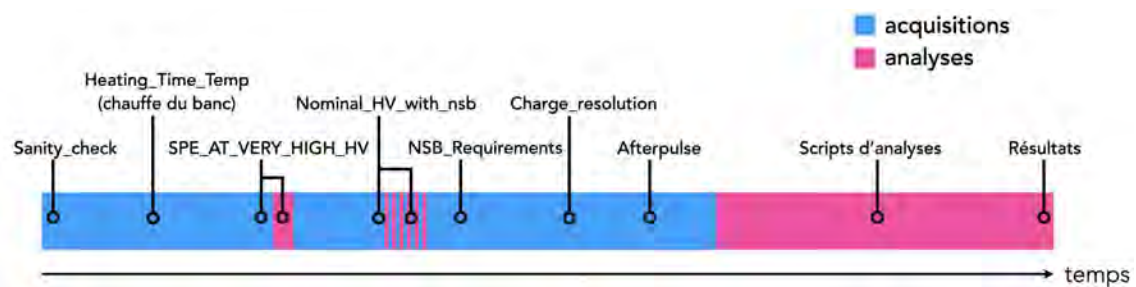 acquisitions
analyses
Heating_Time_Temp
(chauffe du banc)
Nominal_HV_with_nsb
Charge_resolution
Sanity_check
SPE_AT_VERY_HIGH_HV
NSB_Requirements
Afterpulse
Scripts d'analyses
Résultats
temps